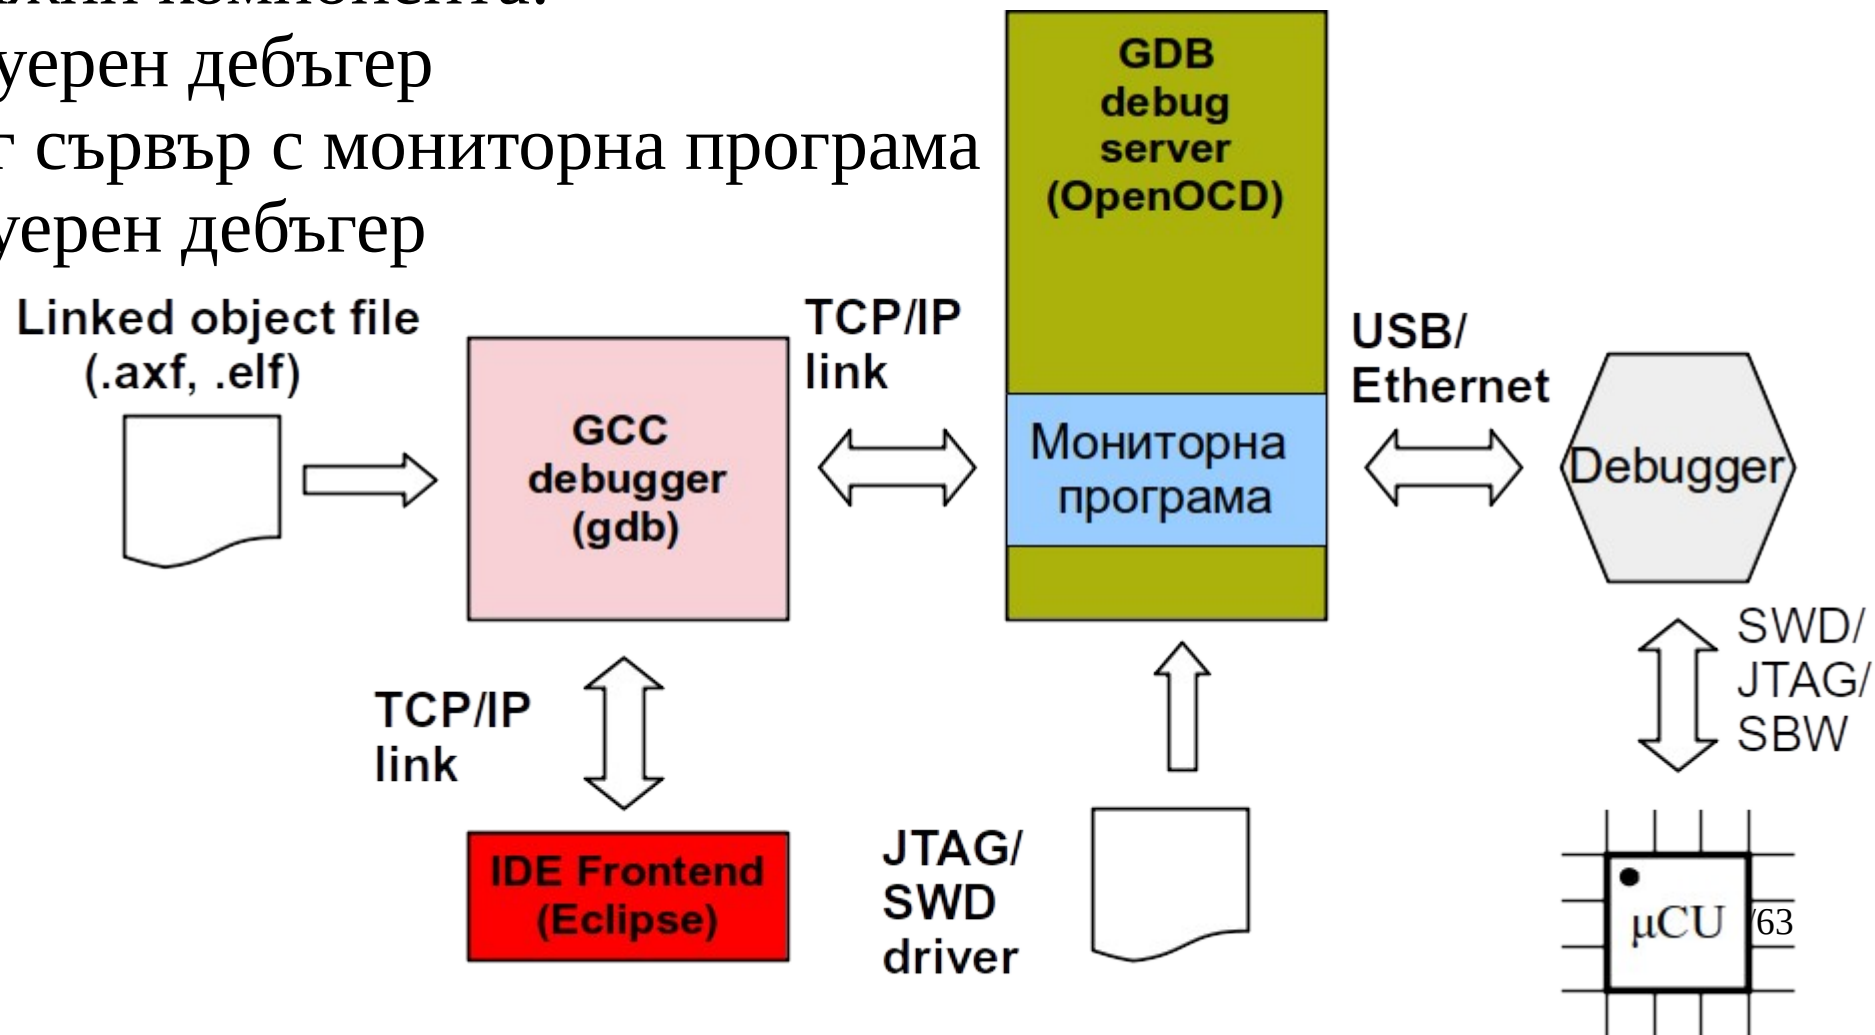 уерен дебъгер
г сървър с мониторна програма
уерен дебъгер
GDB
debug
server
(OpenOCD)
Linked object file
(.axf, .elf)
TCP/IP
link
USB/
Ethernet
GCC
debugger
(gdb)
Мониторна
програма
Debugger
SWD/
JTAG/
SBW
TCP/IP
link
IDE Frontend
(Eclipse)
JTAG/
SWD
driver
µCU
/63